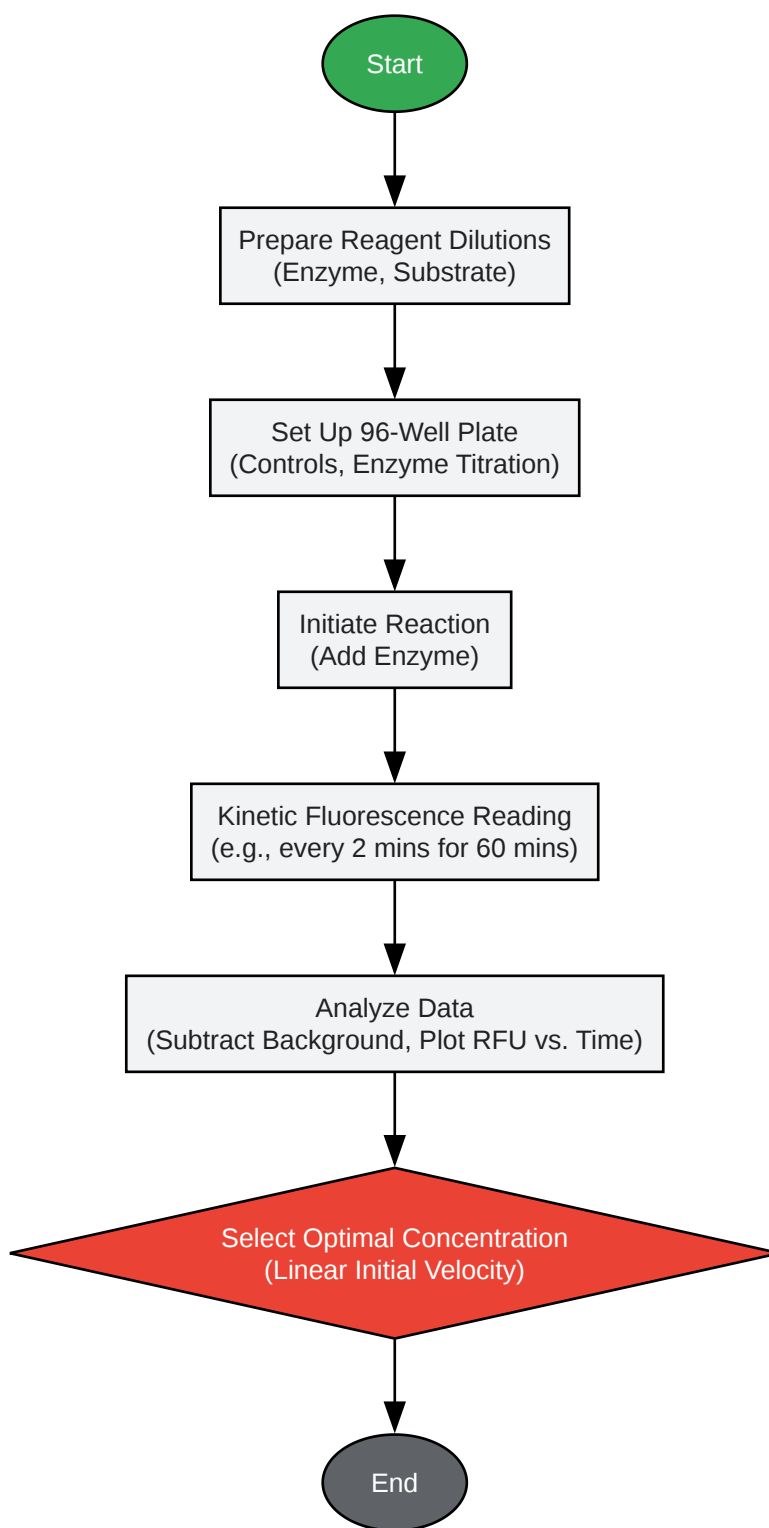 Start
Prepare Reagent Dilutions
(Enzyme, Substrate)
Set Up 96-Well Plate
(Controls, Enzyme Titration)
Initiate Reaction
(Add Enzyme)
Kinetic Fluorescence Reading
(e.g., every 2 mins for 60 mins)
Analyze Data
(Subtract Background, Plot RFU vs. Time)
Select Optimal Concentration
(Linear Initial Velocity)
End